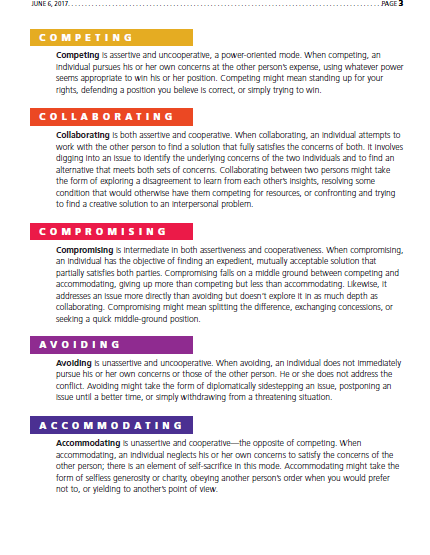 JUNE 6, 2017 PAGE 3
COMPETING
Competing is assertive and uncooperative, a power-oriented mode. When competing, an
individual pursues his or her own concerns at the other person's expense, using whatever power
seems appropriate to win his or her position. Competing might mean standing up for your
rights, defending a position you believe is correct, or simply trying to win.
COLLABORATING
Collaborating is both assertive and cooperative. When collaborating, an individual attempts to
work with the other person to find a solution that fully satisfies the concerns of both. It involves
digging into an issue to identify the underlying concerns of the two individuals and to find an
alternative that meets both sets of concerns. Collaborating between two persons might take
the form of exploring a disagreement to learn from each other's insights, resolving some
condition that would otherwise have them competing for resources, or confronting and trying
to find a creative solution to an interpersonal problem.
COMPROMISING
Compromising is intermediate in both assertiveness and cooperativeness. When compromising,
an individual has the objective of finding an expedient, mutually acceptable solution that
partially satisfies both parties. Compromising falls on a middle ground between competing and
accommodating, giving up more than competing but less than accommodating. Likewise, it
addresses an issue more directly than avoiding but doesn't explore it in as much depth as
collaborating. Compromising might mean splitting the difference, exchanging concessions, or
seeking a quick middle-ground position.
AVOIDING
Avoiding is unassertive and uncooperative. When avoiding, an individual does not immediately
pursue his or her own concerns or those of the other person. He or she does not address the
conflict. Avoiding might take the form of diplomatically sidestepping an issue, postponing an
issue until a better time, or simply withdrawing from a threatening situation.
ACCOMMODATING
Accommodating is unassertive and cooperative—the opposite of competing. When
accommodating, an individual neglects his or her own concerns to satisfy the concerns of the
other person; there is an element of self-sacrifice in this mode. Accommodating might take the
form of selfless generosity or charity, obeying another person's order when you would prefer
not to, or yielding to another's point of view.